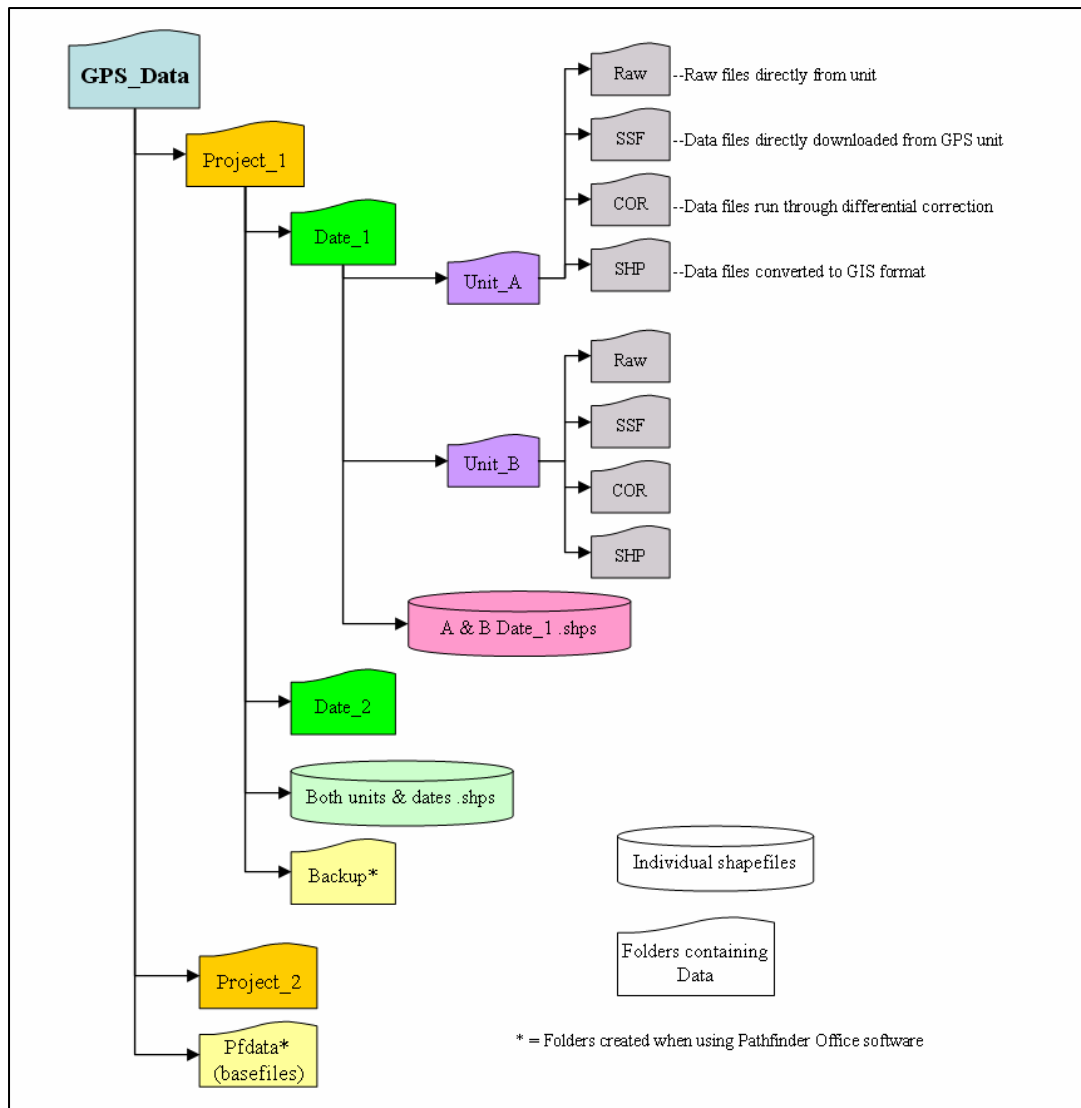 GPS_Data
Project_1
Date_1
Unit_A
Raw
--Raw files directly from unit
SSF
--Data files directly downloaded from GPS unit
COR
--Data files run through differential correction
SHP
--Data files converted to GIS format
Unit_B
Raw
SSF
COR
SHP
A & B Date_1 .shps
Date_2
Both units & dates .shps
Backup*
Project_2
Pfdata*
(basefiles)
Individual shapefiles
Folders containing
Data
* = Folders created when using Pathfinder Office software